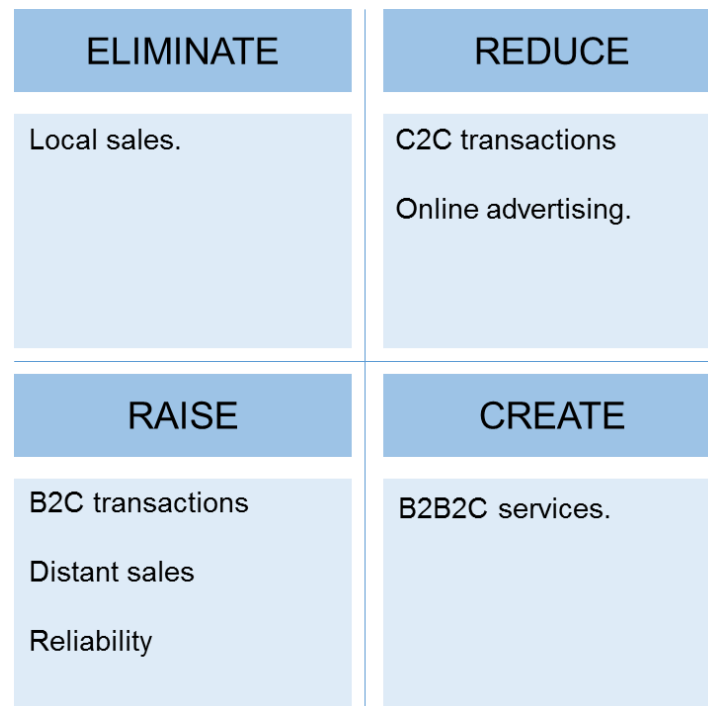 ELIMINATE
Local sales.
REDUCE
C2C transactions
Online advertising.
RAISE
B2C transactions
Distant sales
Reliability
CREATE
B2B2C services.